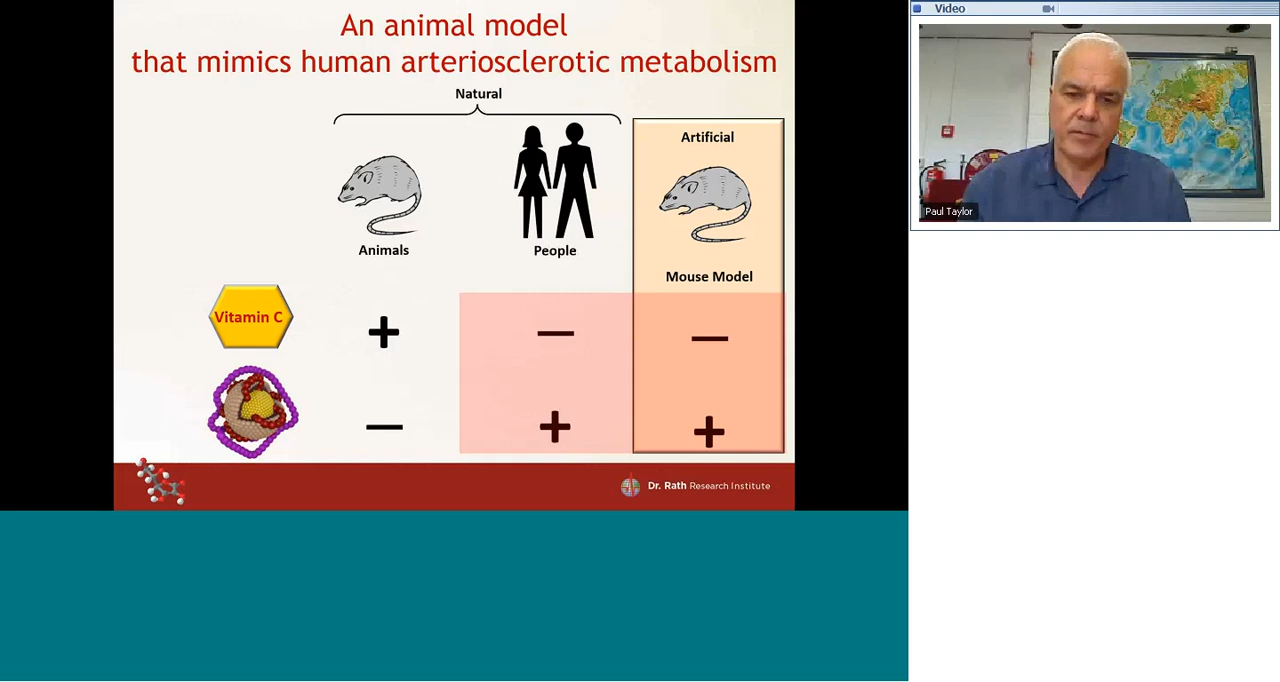 An animal model
that mimics human arteriosclerotic metabolism
Natural
Artificial
Animals
People
Mouse Model
Vitamin C
+
—
—
—
+
+
Dr. Rath Research Institute
Video
Paul Taylor